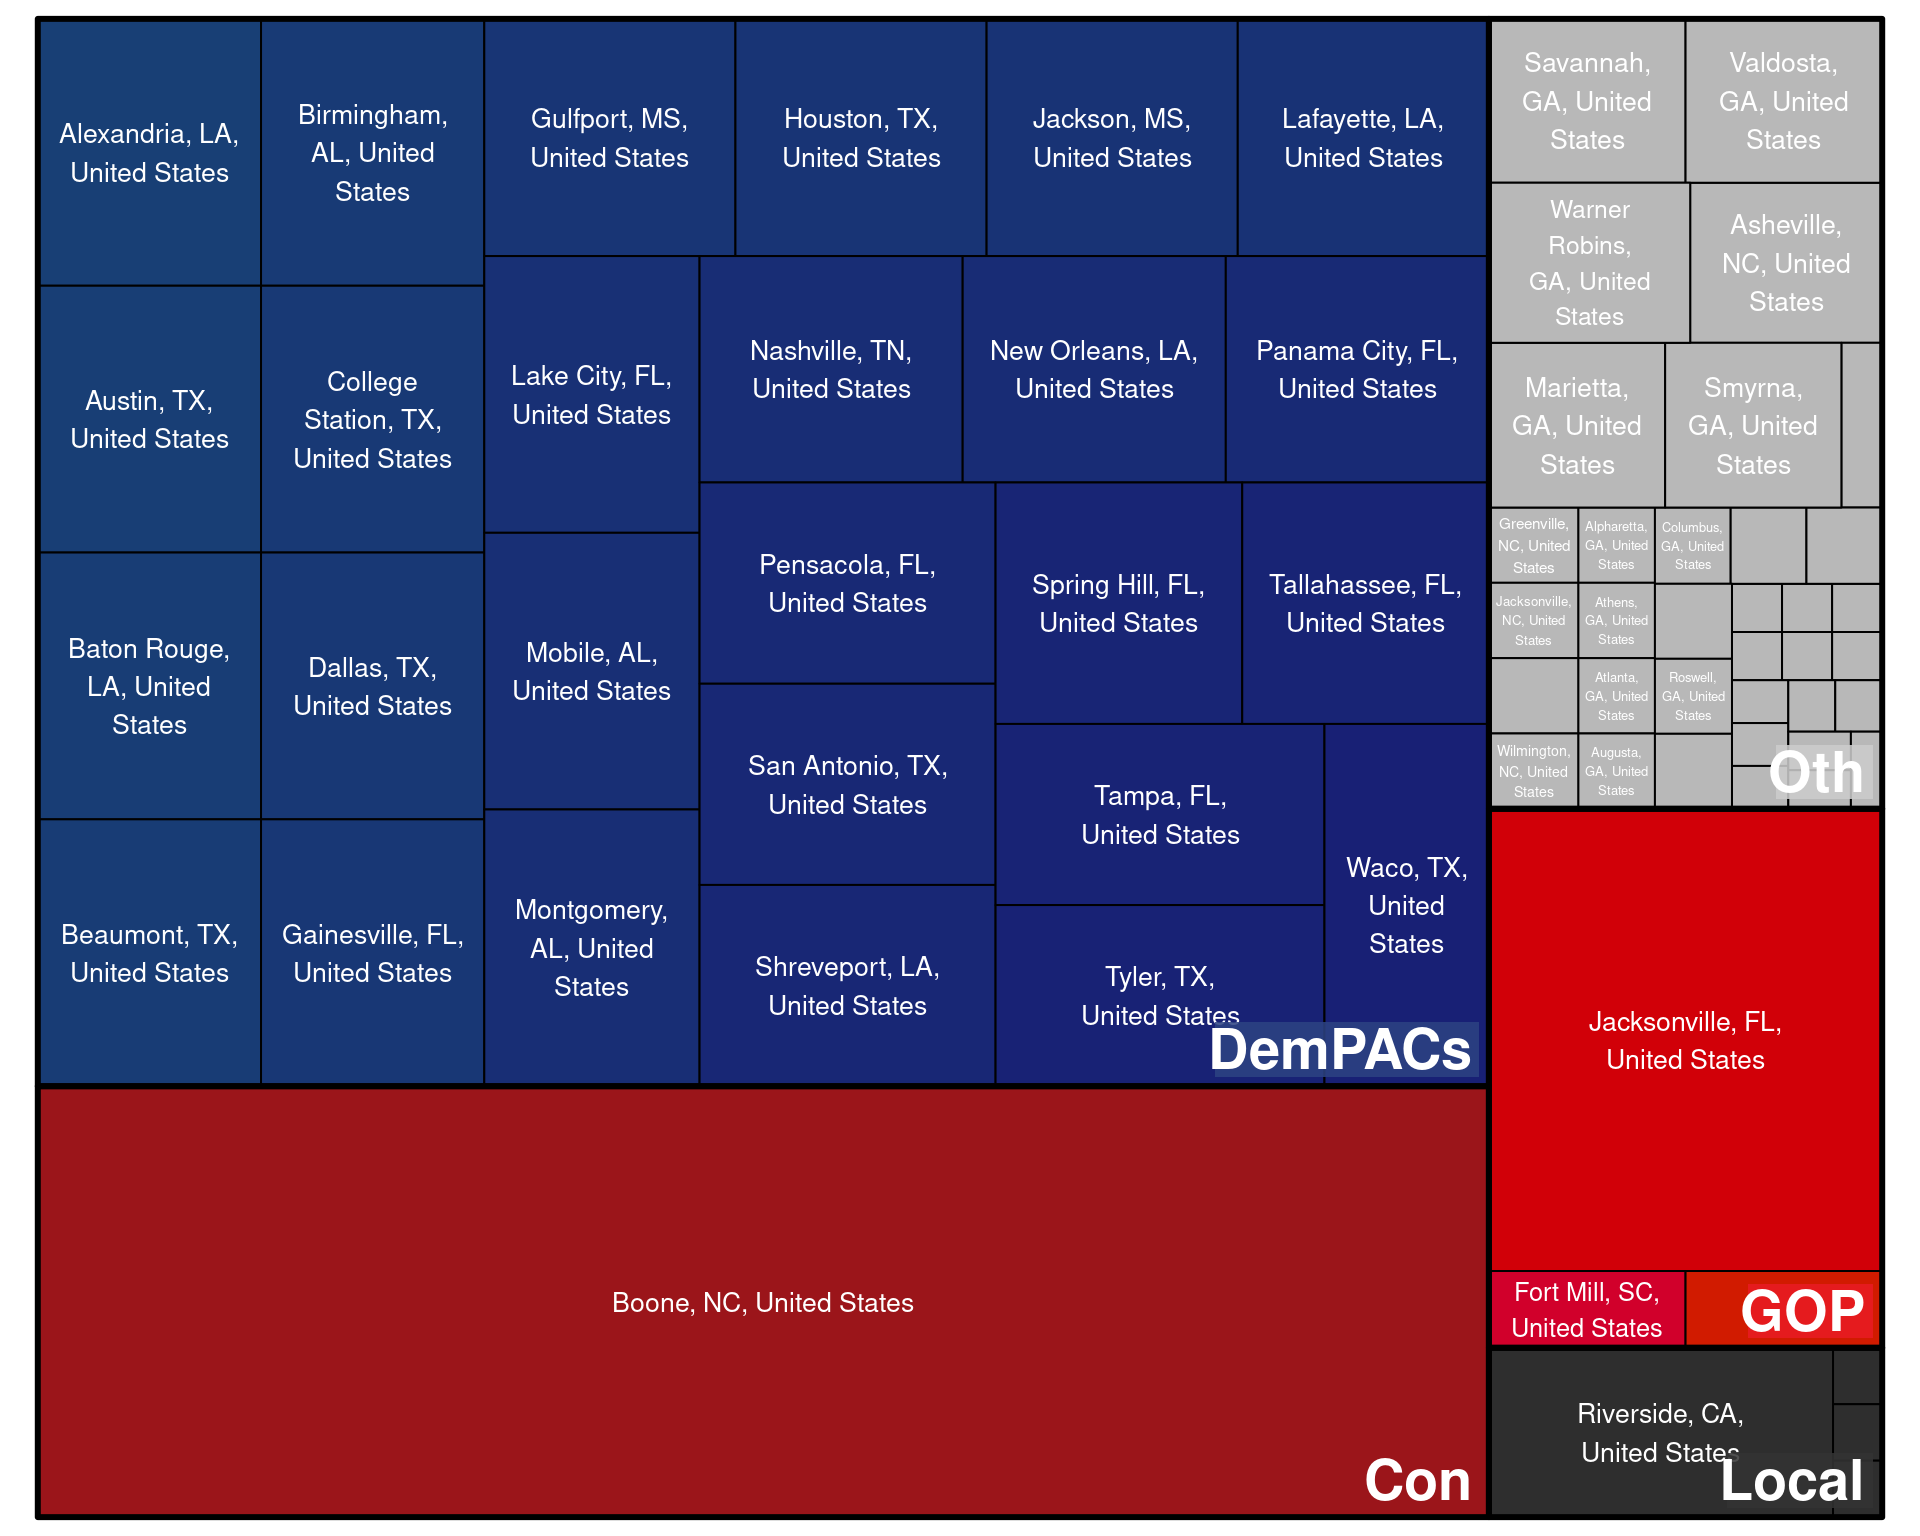 Alexandria, LA,
United States
Birmingham,
AL, United
States
Gulfport, MS,
United States
Houston, TX,
United States
Jackson, MS,
United States
Lafayette, LA,
United States
Austin, TX,
United States
College
Station, TX,
United States
Lake City, FL,
United States
Nashville, TN,
United States
New Orleans, LA,
United States
Panama City, FL,
United States
Baton Rouge,
LA, United
States
Dallas, TX,
United States
Mobile, AL,
United States
Pensacola, FL,
United States
Spring Hill, FL,
United States
Tallahassee, FL,
United States
San Antonio, TX,
United States
Tampa, FL,
United States
Waco, TX,
United
States
Beaumont, TX,
United States
Gainesville, FL,
United States
Montgomery,
AL, United
States
Shreveport, LA,
United States
Tyler, TX,
United States
DemPACs
Boone, NC, United States
Con
Savannah,
GA, United
States
Valdosta,
GA, United
States
Warner
Robins,
GA, United
States
Asheville,
NC, United
States
Marietta,
GA, United
States
Smyrna,
GA, United
States
Greenville,
NC, United
States
Alpharetta,
GA, United
States
Columbus,
GA, United
States
Jacksonville,
NC, United
States
Athens,
GA, United
States
Atlanta,
GA, United
States
Roswell,
GA, United
States
Wilmington,
NC, United
States
Augusta,
GA, United
States
Oth
Jacksonville, FL,
United States
Fort Mill, SC,
United States
GOP
Riverside, CA,
United States
Local